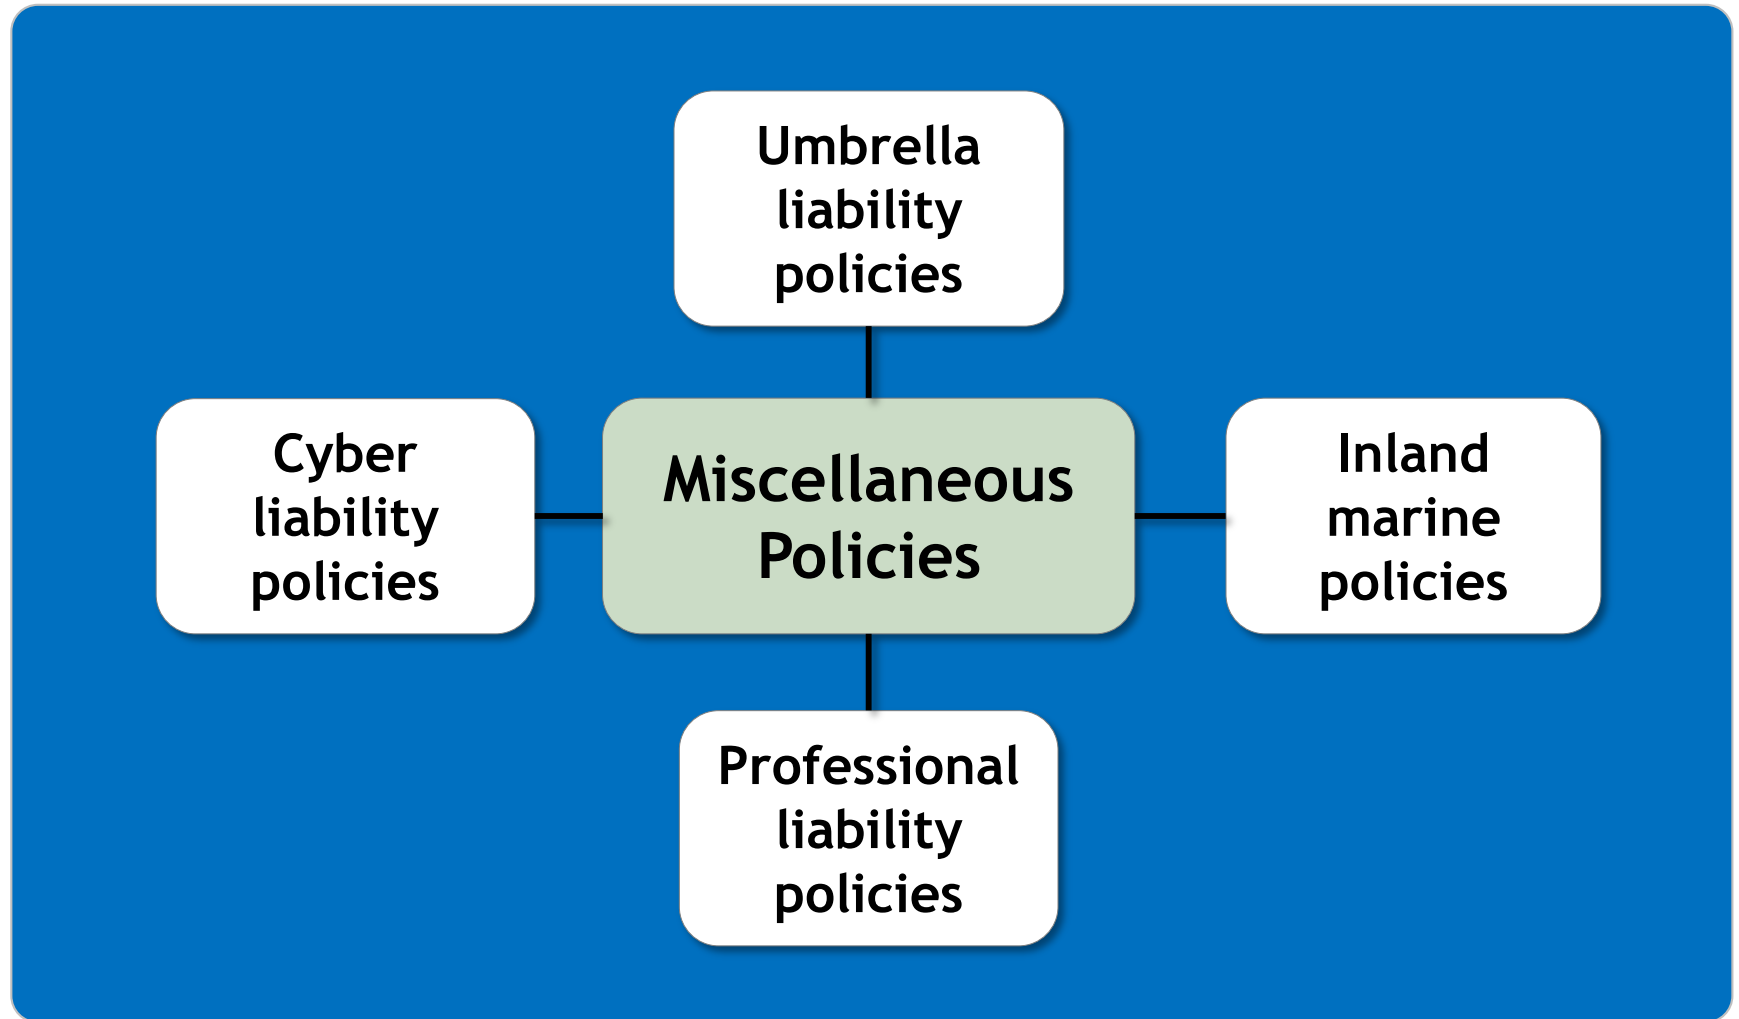 Umbrella
liability
policies
Cyber
liability
policies
Miscellaneous
Policies
Inland
marine
policies
Professional
liability
policies